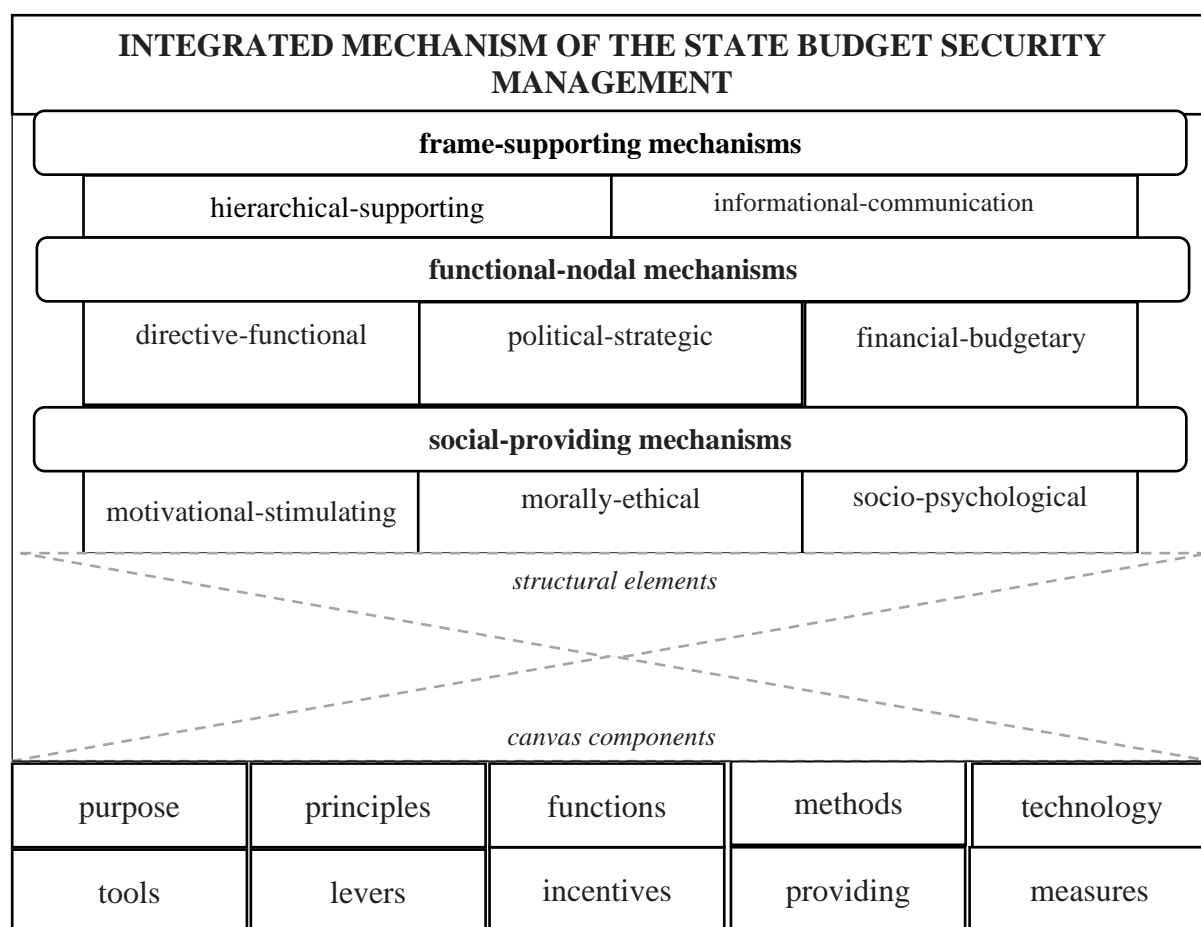 INTEGRATED MECHANISM OF THE STATE BUDGET SECURITY
MANAGEMENT
frame-supporting mechanisms
hierarchical-supporting
informational-communication
functional-nodal mechanisms
directive-functional
political-strategic
financial-budgetary
social-providing mechanisms
motivational-stimulating
morally-ethical
socio-psychological
structural elements
canvas components
purpose
principles
functions
methods
technology
tools
levers
incentives
providing
measures